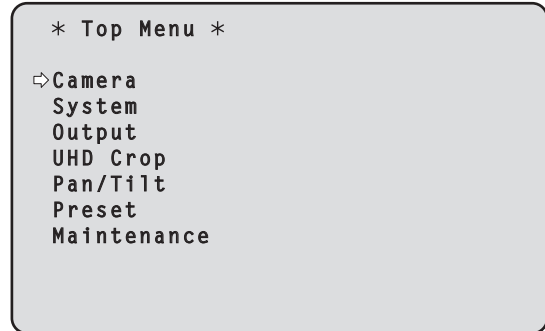 * Top Menu *
⇨Camera
System
Output
UHD Crop
Pan/Tilt
Preset
Maintenance